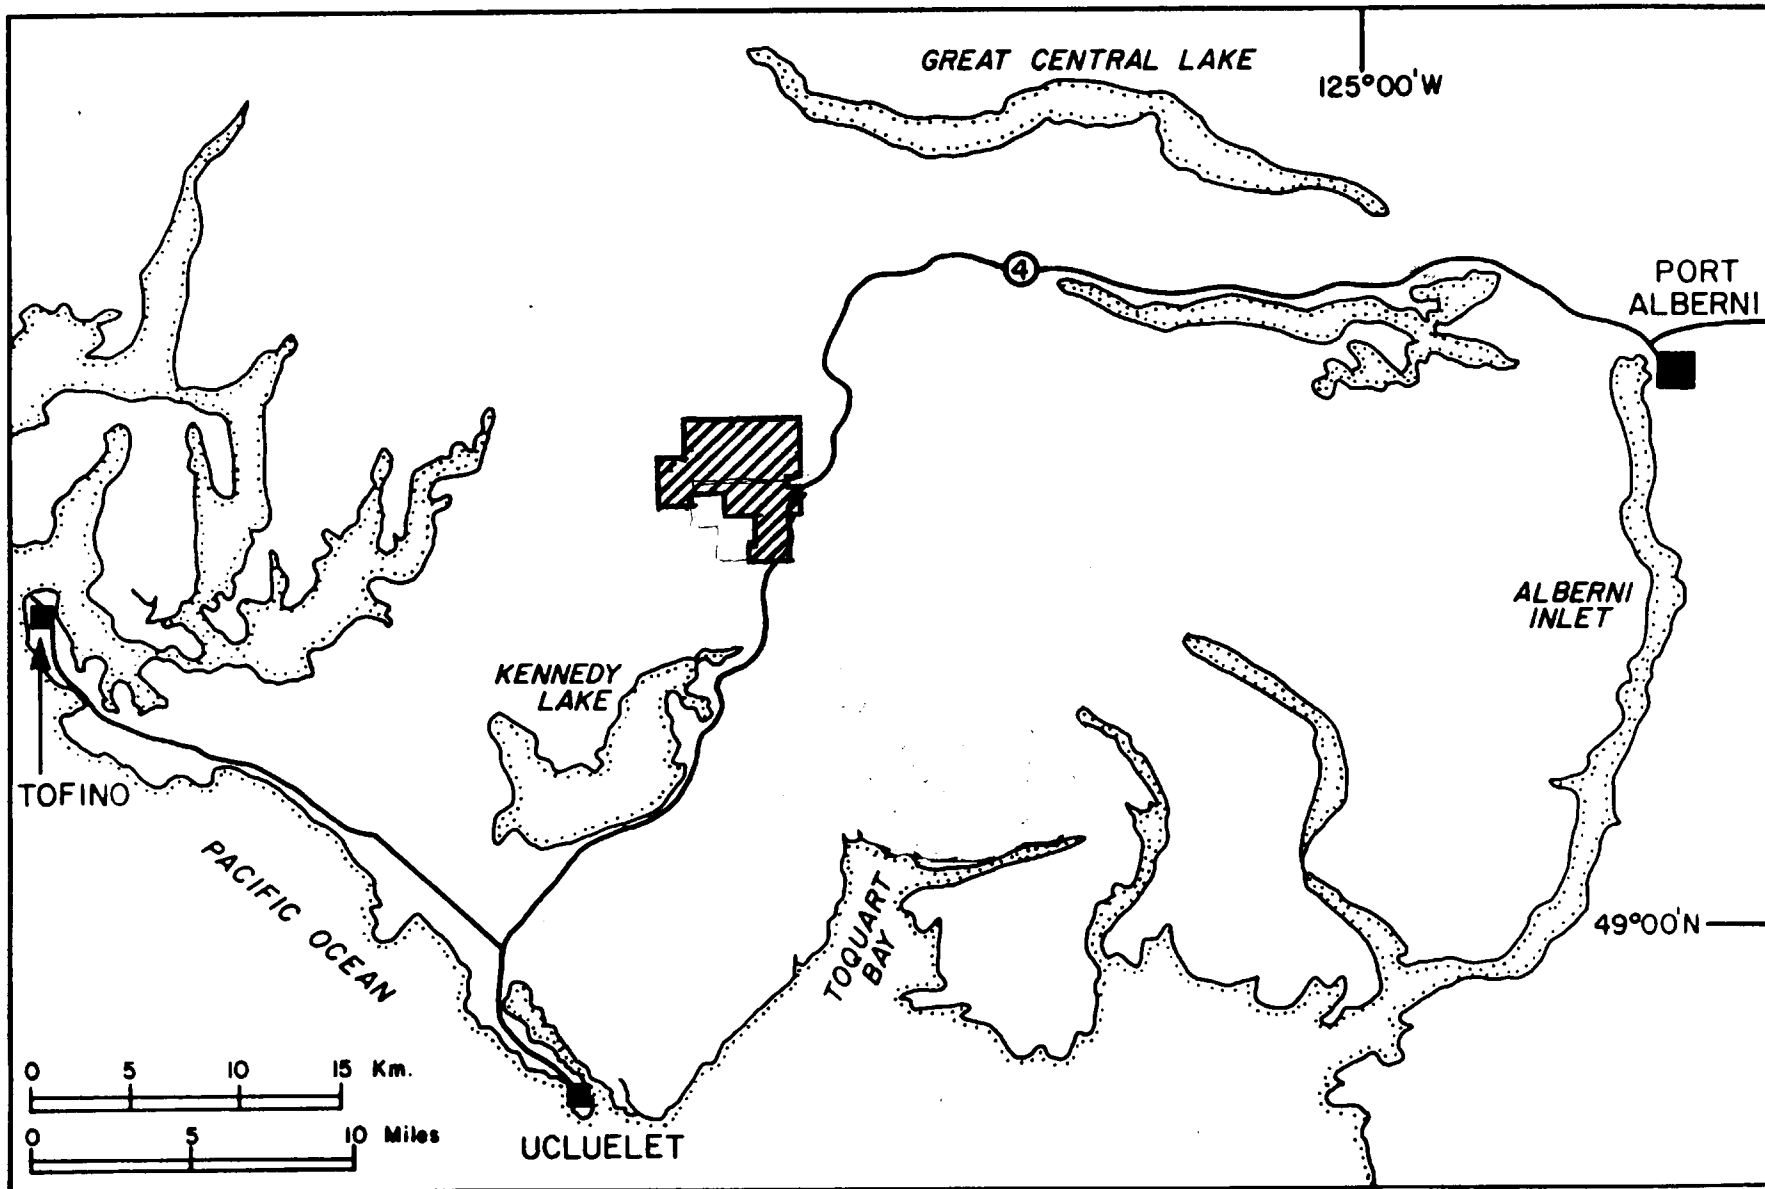 GREAT CENTRAL LAKE
125°00'W
4
PORT
ALBERNI
ALBERNI
INLET
KENNEDY
LAKE
TOFINO
PACIFIC OCEAN
TOQUART
BAY
49°00'N
0 5 10 15 Km.
0 5 10 Miles
UCLUELET